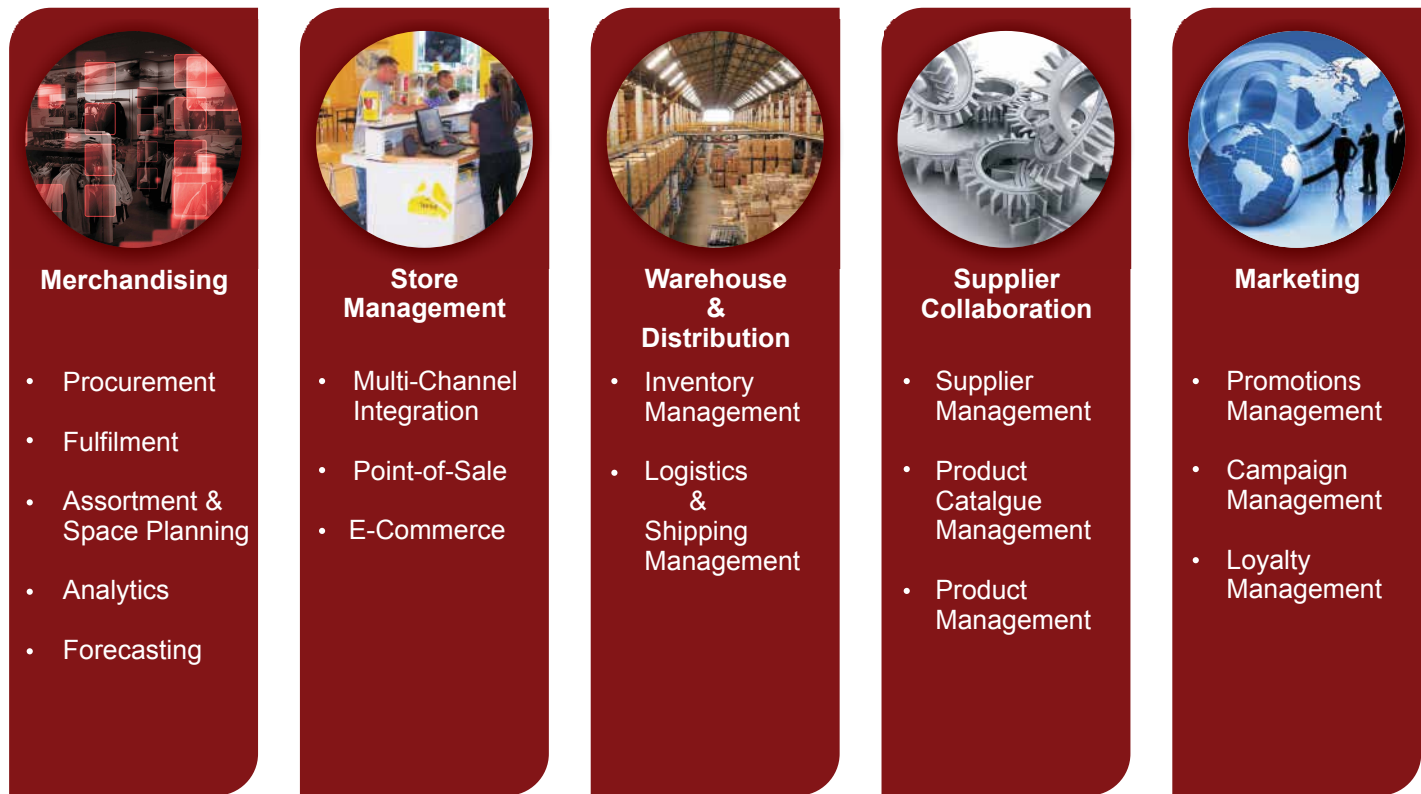 Merchandising
• Procurement
• Fulfilment
• Assortment &
Space Planning
• Analytics
• Forecasting
Store
Management
• Multi-Channel
Integration
• Point-of-Sale
• E-Commerce
Warehouse
&
Distribution
• Inventory
Management
• Logistics
&
Shipping
Management
Supplier
Collaboration
• Supplier
Management
• Product
Catalgue
Management
• Product
Management
Marketing
• Promotions
Management
• Campaign
Management
• Loyalty
Management